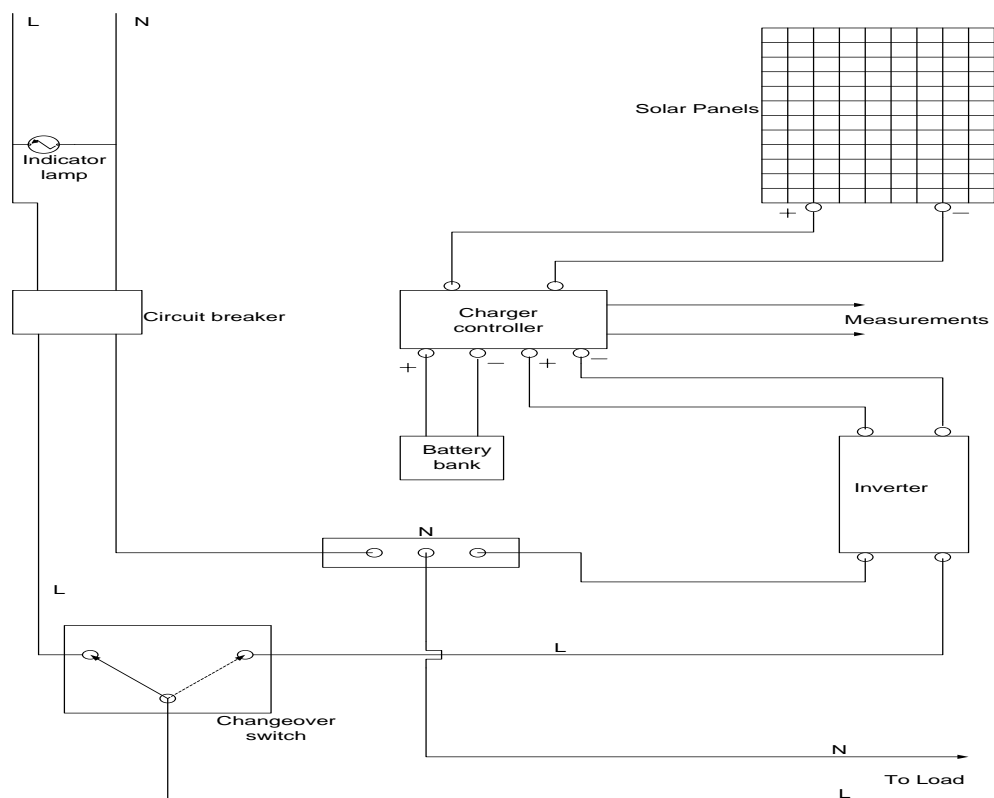 L
N
Solar Panels
Indicator
lamp
+
−
Circuit breaker
Charger
controller
Measurements
+
−
+
−
Battery
bank
Inverter
N
L
L
Changeover
switch
N
To Load
L